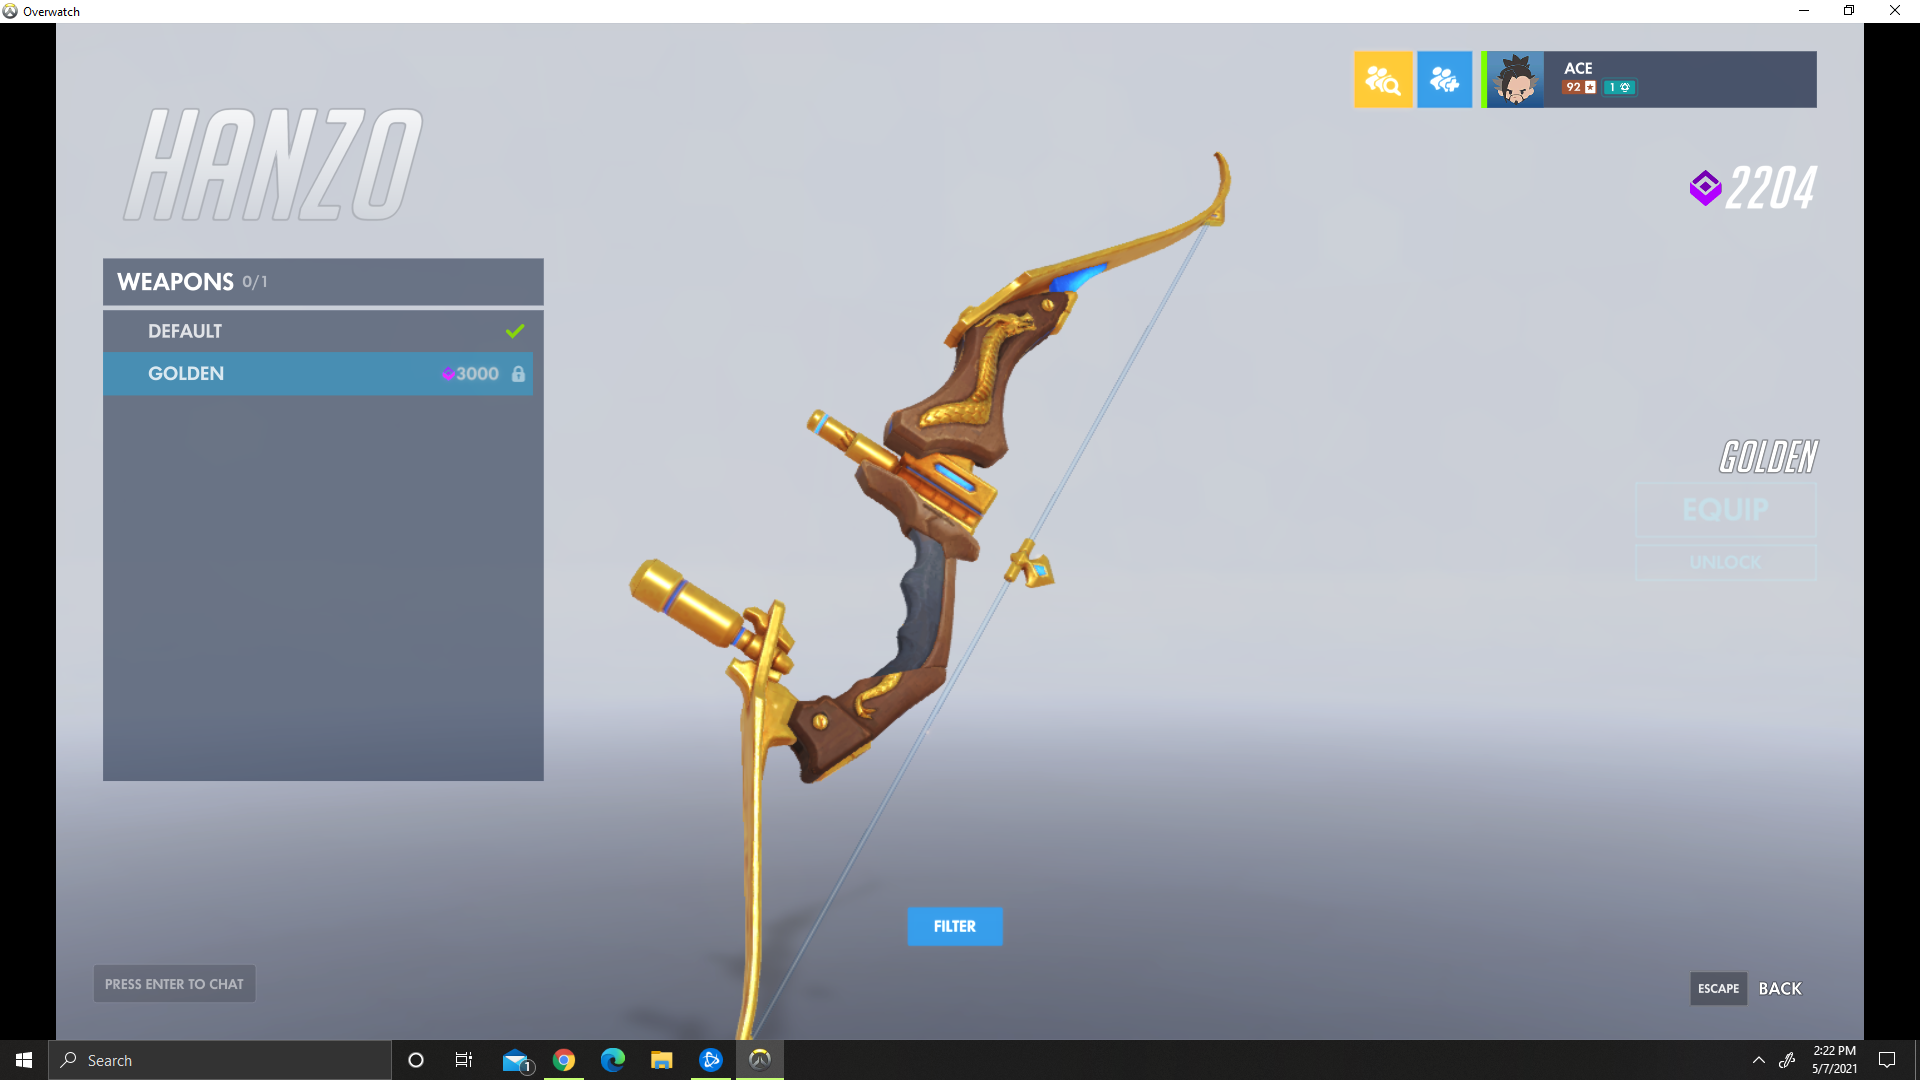 Overwatch
ACE
92 1
HANZO
2204
WEAPONS 0/1
DEFAULT
GOLDEN 3000
GOLDEN
EQUIP
UNLOCK
FILTER
PRESS ENTER TO CHAT
ESCAPE BACK
Search
1
2:22 PM
5/7/2021